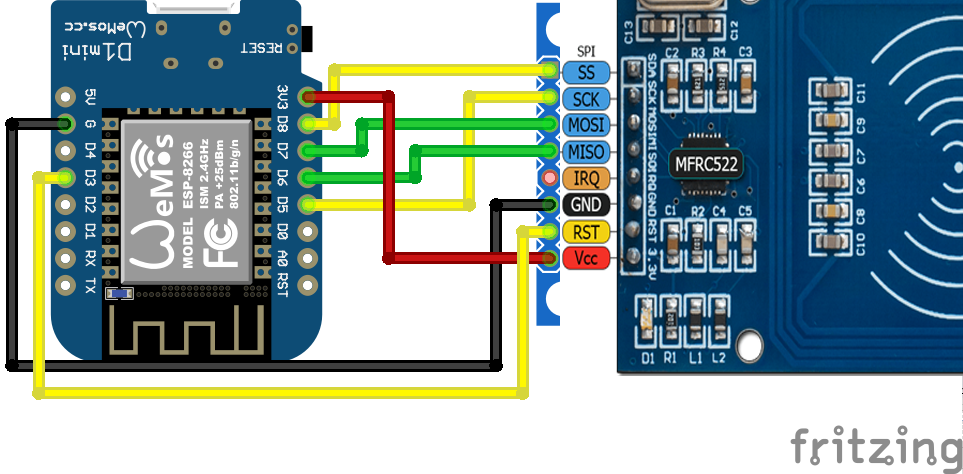 WeMos.cc
D1 mini
RESET
5V
G
D4
D3
D2
D1
RX
TX
3V3
D8
D7
D6
D5
D0
A0
RST
WeMos
MODEL ESP-8266
ISM 2.4GHz
PA +25dBm
802.11b/g/n
FC
SPI
SS
SCK
MOSI
MISO
IRQ
GND
RST
Vcc
SDA SCK MOSI MISO IRQ GND RST 3.3V
C13
C12
C2 R3 R4 C3
MFRC522
C1 R2 C4 C5
D1 R1 L1 L2
C11
C9
C7
C6
C8
C10
fritzing